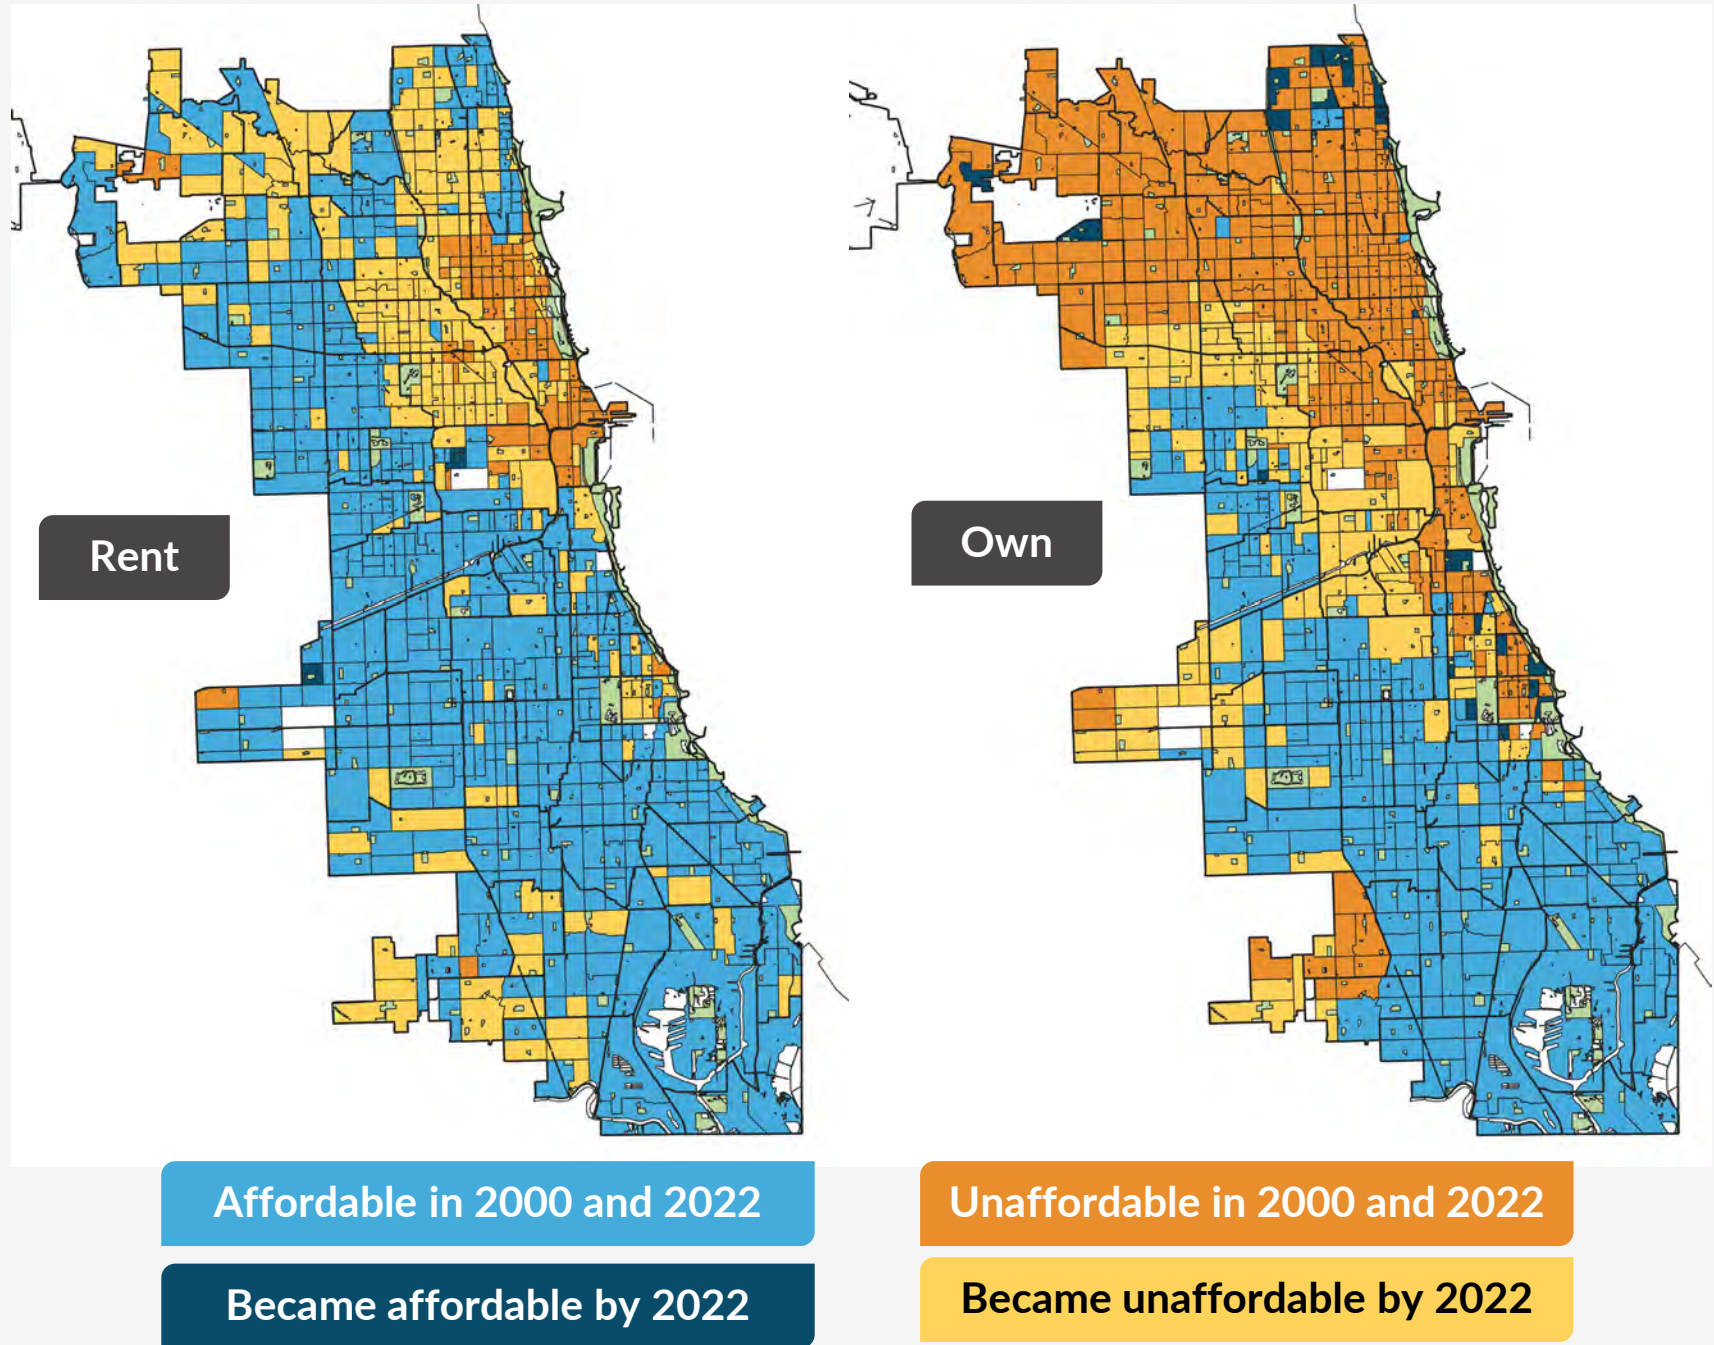 Rent
Own
Affordable in 2000 and 2022
Unaffordable in 2000 and 2022
Became affordable by 2022
Became unaffordable by 2022